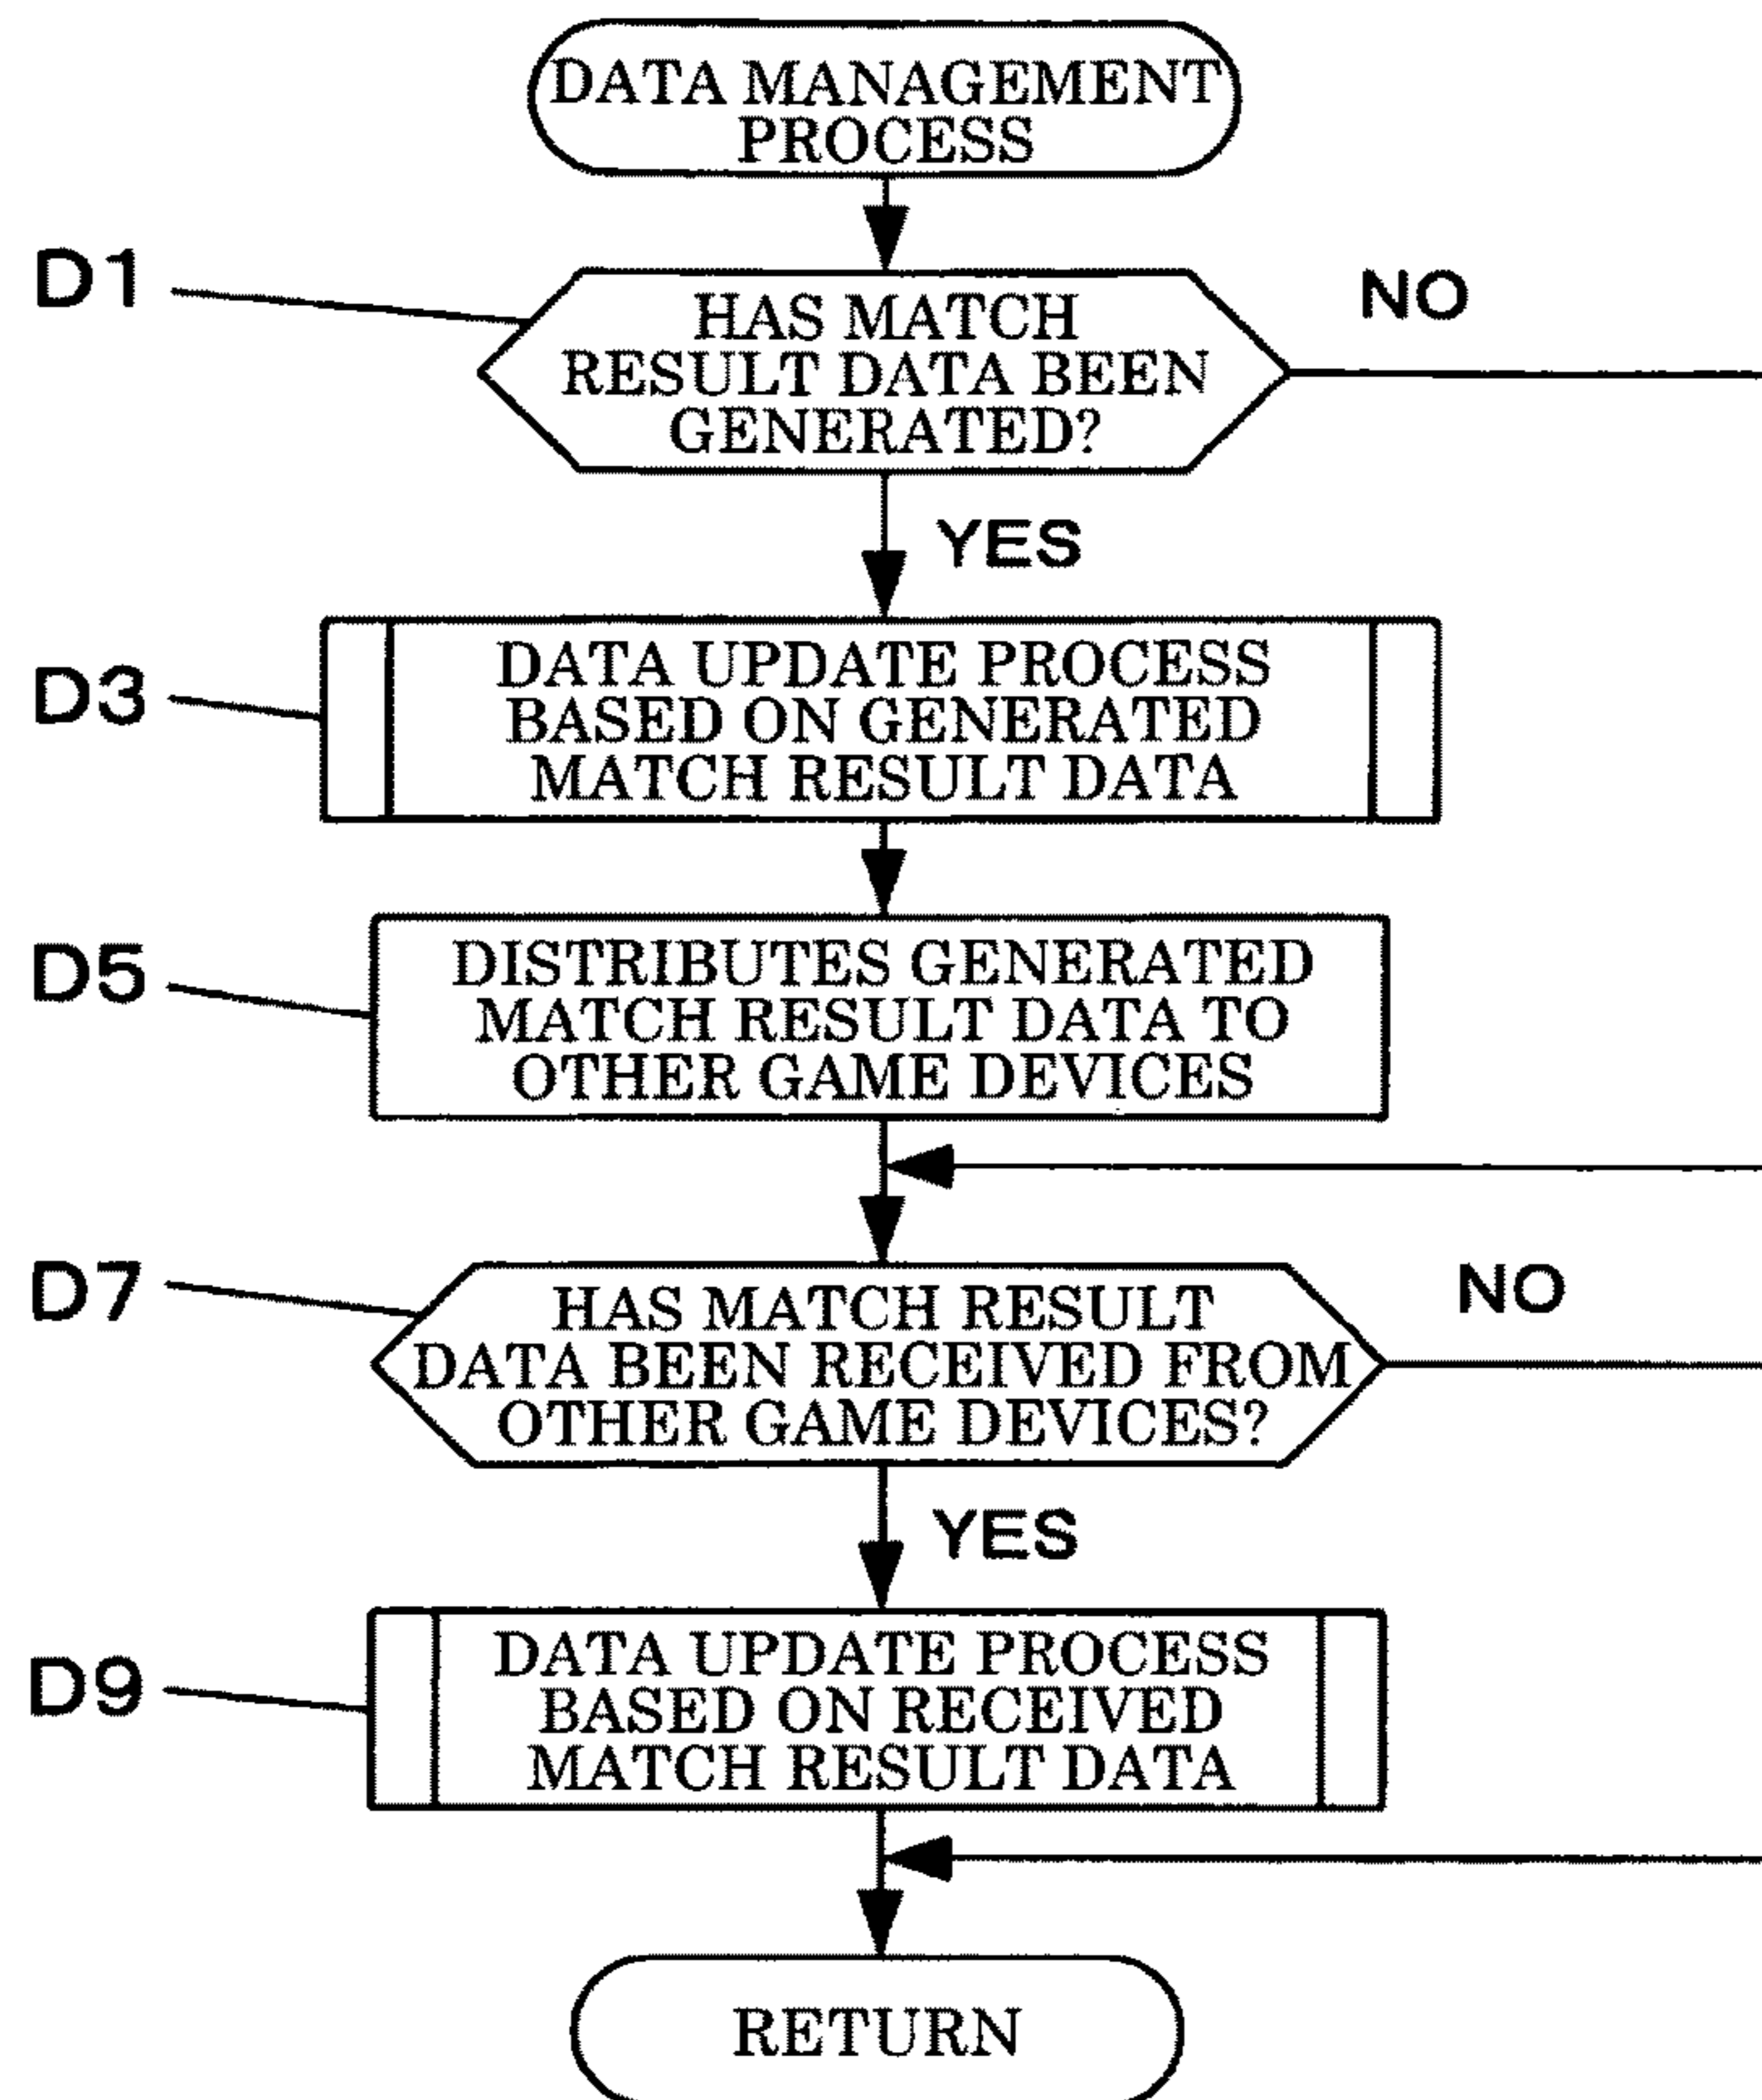 DATA MANAGEMENT
PROCESS
D1
HAS MATCH
RESULT DATA BEEN
GENERATED?
NO
YES
D3
DATA UPDATE PROCESS
BASED ON GENERATED
MATCH RESULT DATA
D5
DISTRIBUTES GENERATED
MATCH RESULT DATA TO
OTHER GAME DEVICES
D7
HAS MATCH RESULT
DATA BEEN RECEIVED FROM
OTHER GAME DEVICES?
NO
YES
D9
DATA UPDATE PROCESS
BASED ON RECEIVED
MATCH RESULT DATA
RETURN